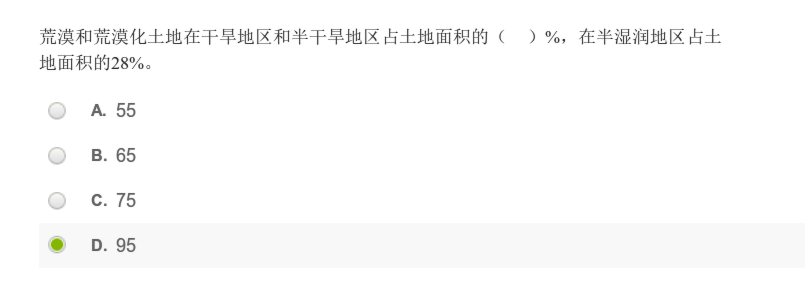 荒漠和荒漠化土地在干旱地区和半干旱地区占土地面积的（　）%，在半湿润地区占土
地面积的28%。
A. 55
B. 65
C. 75
D. 95